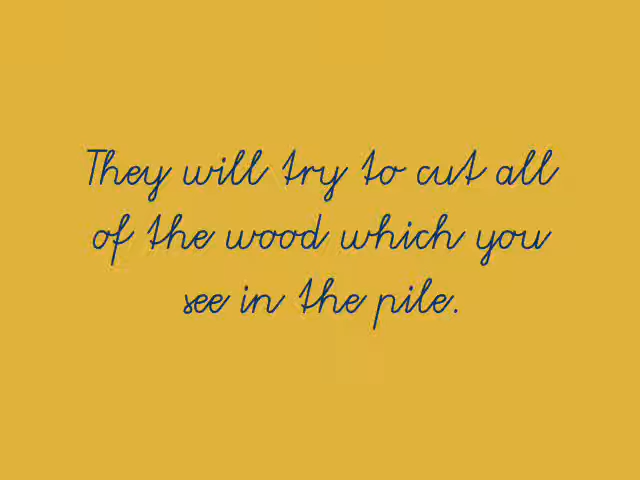 They will try to cut all
of the wood which you
see in the pile.